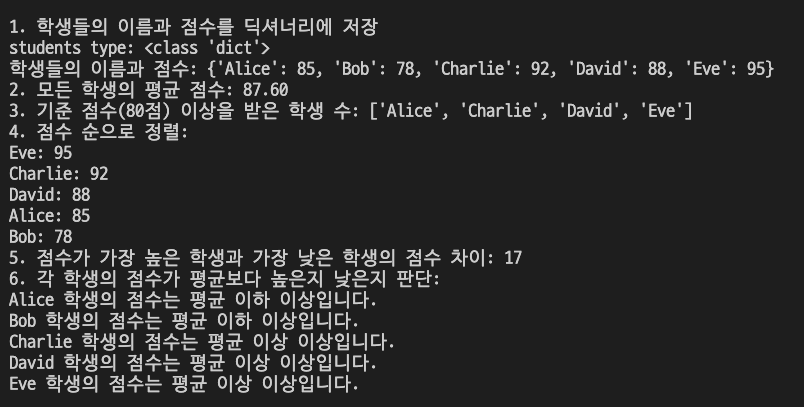 1. 학생들의 이름과 점수를 딕셔너리에 저장
students type: <class 'dict'>
학생들의 이름과 점수: {'Alice': 85, 'Bob': 78, 'Charlie': 92, 'David': 88, 'Eve': 95}
2. 모든 학생의 평균 점수: 87.60
3. 기준 점수(80점) 이상을 받은 학생 수: ['Alice', 'Charlie', 'David', 'Eve']
4. 점수 순으로 정렬:
Eve: 95
Charlie: 92
David: 88
Alice: 85
Bob: 78
5. 점수가 가장 높은 학생과 가장 낮은 학생의 점수 차이: 17
6. 각 학생의 점수가 평균보다 높은지 낮은지 판단:
Alice 학생의 점수는 평균 이하 이상입니다.
Bob 학생의 점수는 평균 이하 이상입니다.
Charlie 학생의 점수는 평균 이상 이상입니다.
David 학생의 점수는 평균 이상 이상입니다.
Eve 학생의 점수는 평균 이상 이상입니다.